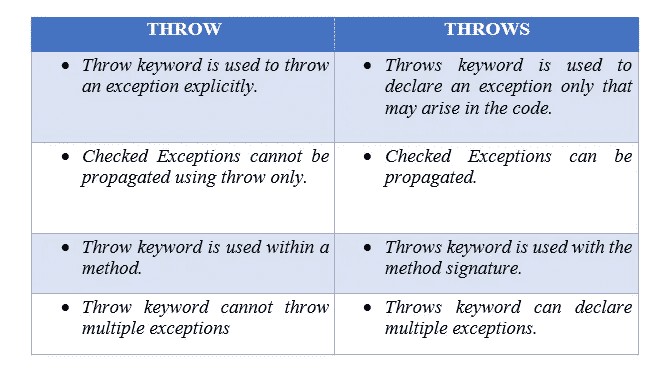 THROW THROWS
• Throw keyword is used to throw
an exception explicitly.
• Throws keyword is used to
declare an exception only that
may arise in the code.
• Checked Exceptions cannot be
propagated using throw only.
• Checked Exceptions can be
propagated.
• Throw keyword is used within a
method.
• Throws keyword is used with the
method signature.
• Throw keyword cannot throw
multiple exceptions
• Throws keyword can declare
multiple exceptions.